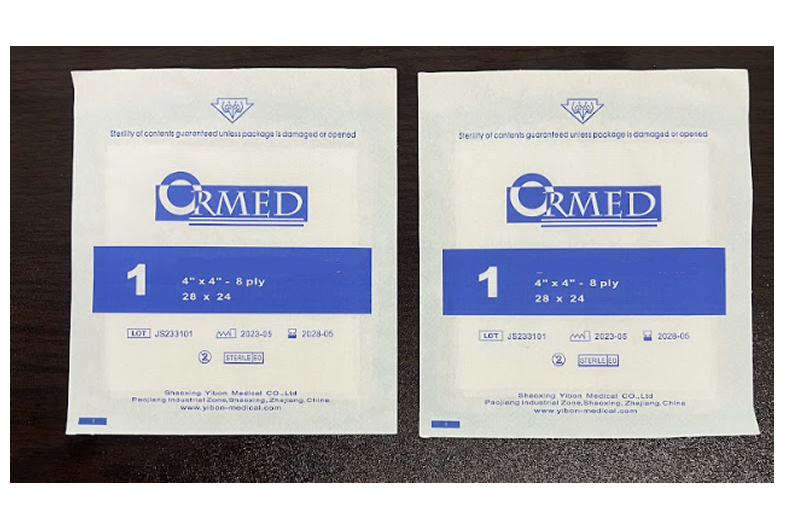 Sterility of contents guaranteed unless package is damaged or opened
ORMED
1
4" x 4" - 8 ply
28 x 24
LOT JS233101 2023-05 2028-05
2 STERILE EO
Shaoxing Yibon Medical CO.,Ltd
Paojiang Industrial Zone,Shaoxing, Zhejiang, China
www.yibon-medical.com
1
Sterility of contents guaranteed unless package is damaged or opened
ORMED
1
4" x 4" - 8 ply
28 x 24
LOT JS233101 2023-05 2028-05
2 STERILE EO
Shaoxing Yibon Medical CO.,Ltd
Paojiang Industrial Zone,Shaoxing, Zhejiang, China
www.yibon-medical.com
1